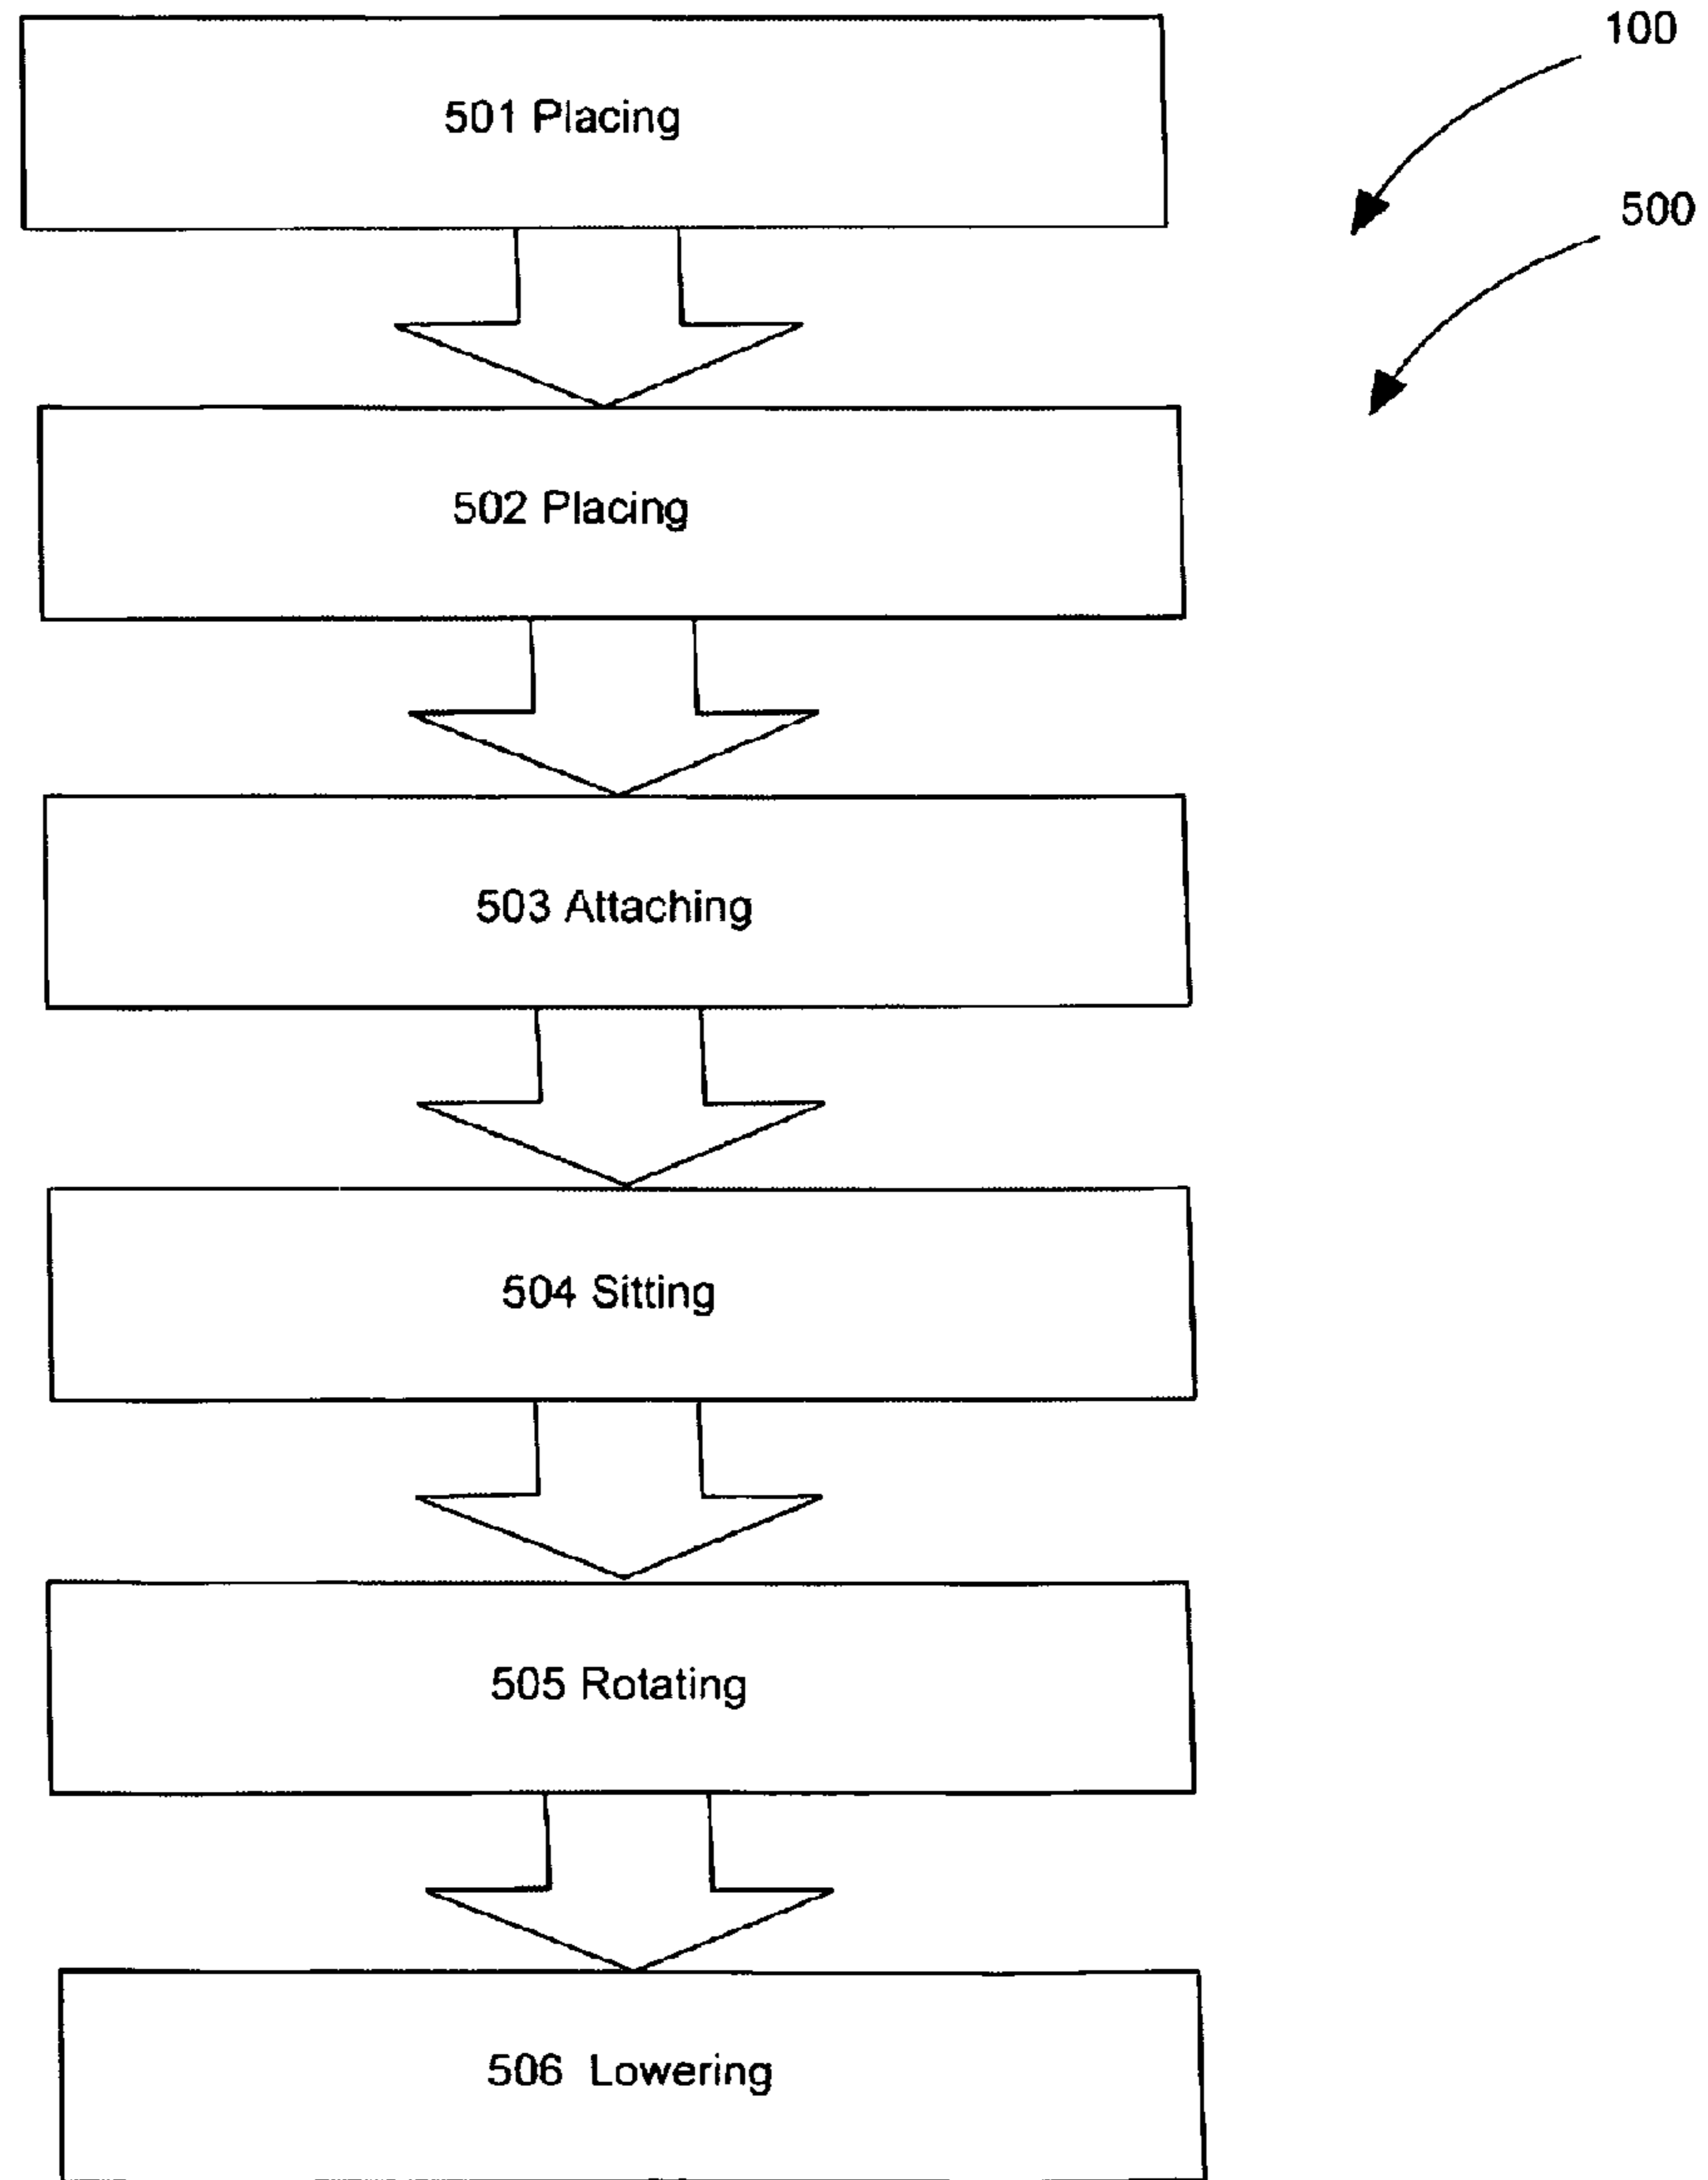 100
501 Placing
500
502 Placing
503 Attaching
504 Sitting
505 Rotating
506 Lowering